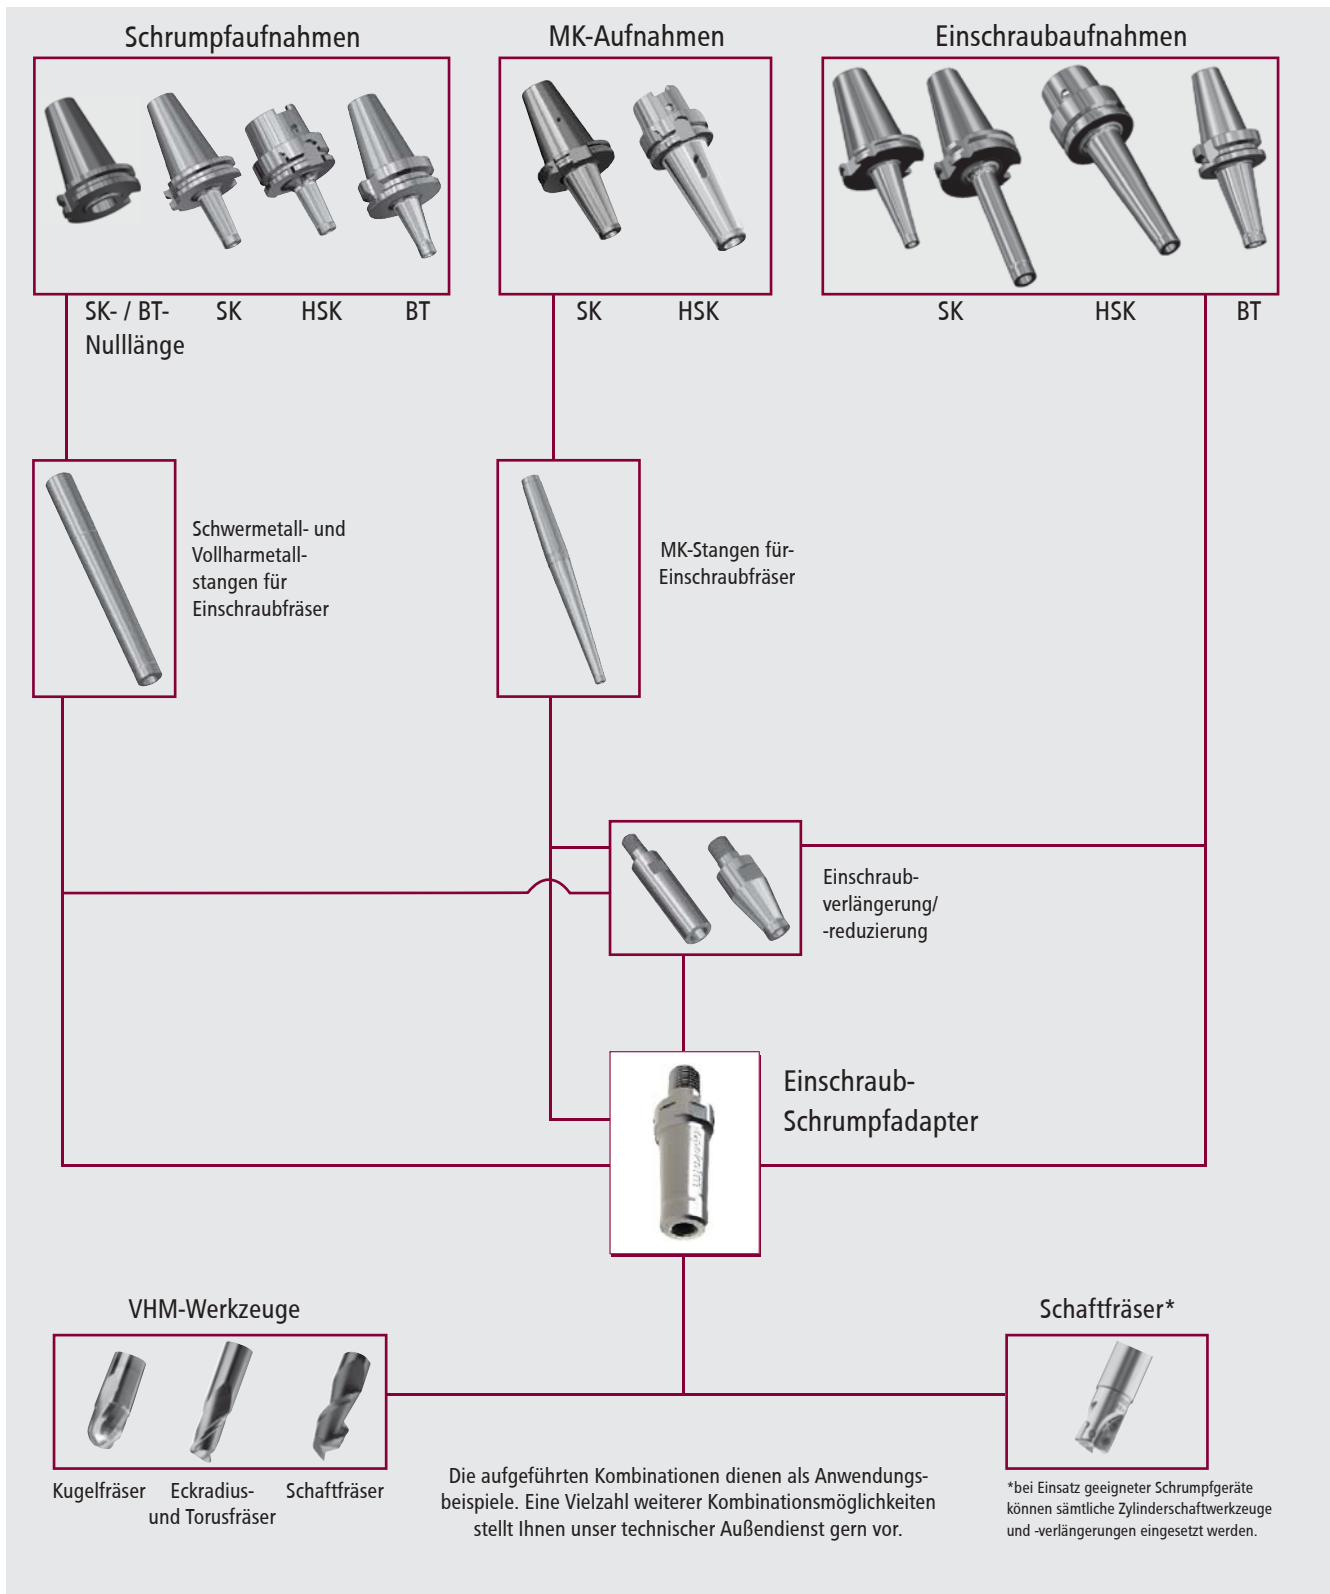 Schrumpfaufnahmen
MK-Aufnahmen
Einschraubaufnahmen
SK- / BT-
Nulllänge
SK
HSK
BT
SK
HSK
SK
HSK
BT
Schwermetall- und
Vollharmetall-
stangen für
Einschraubfräser
MK-Stangen für-
Einschraubfräser
Einschraub-
verlängerung/
-reduzierung
Einschraub-
Schrumpfadapter
VHM-Werkzeuge
Kugelfräser
Eckradius-
und Torusfräser
Schaftfräser
Schaftfräser*
Die aufgeführten Kombinationen dienen als Anwendungs-
beispiele. Eine Vielzahl weiterer Kombinationsmöglichkeiten
stellt Ihnen unser technischer Außendienst gern vor.
*bei Einsatz geeigneter Schrumpfgeräte
können sämtliche Zylinderschaftwerkzeuge
und -verlängerungen eingesetzt werden.